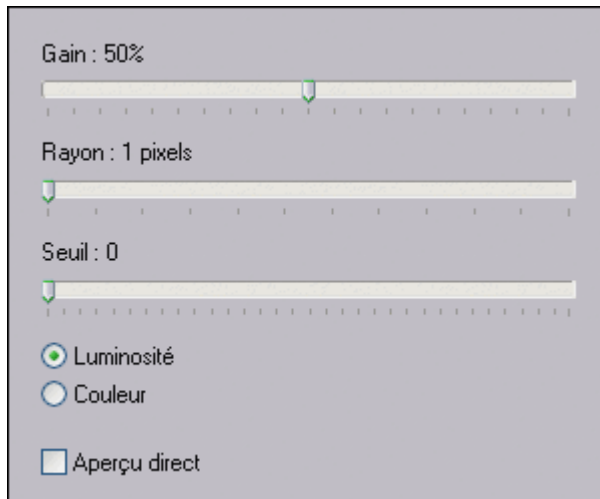 Gain : 50%
Rayon : 1 pixels
Seuil : 0
Luminosité
Couleur
Aperçu direct